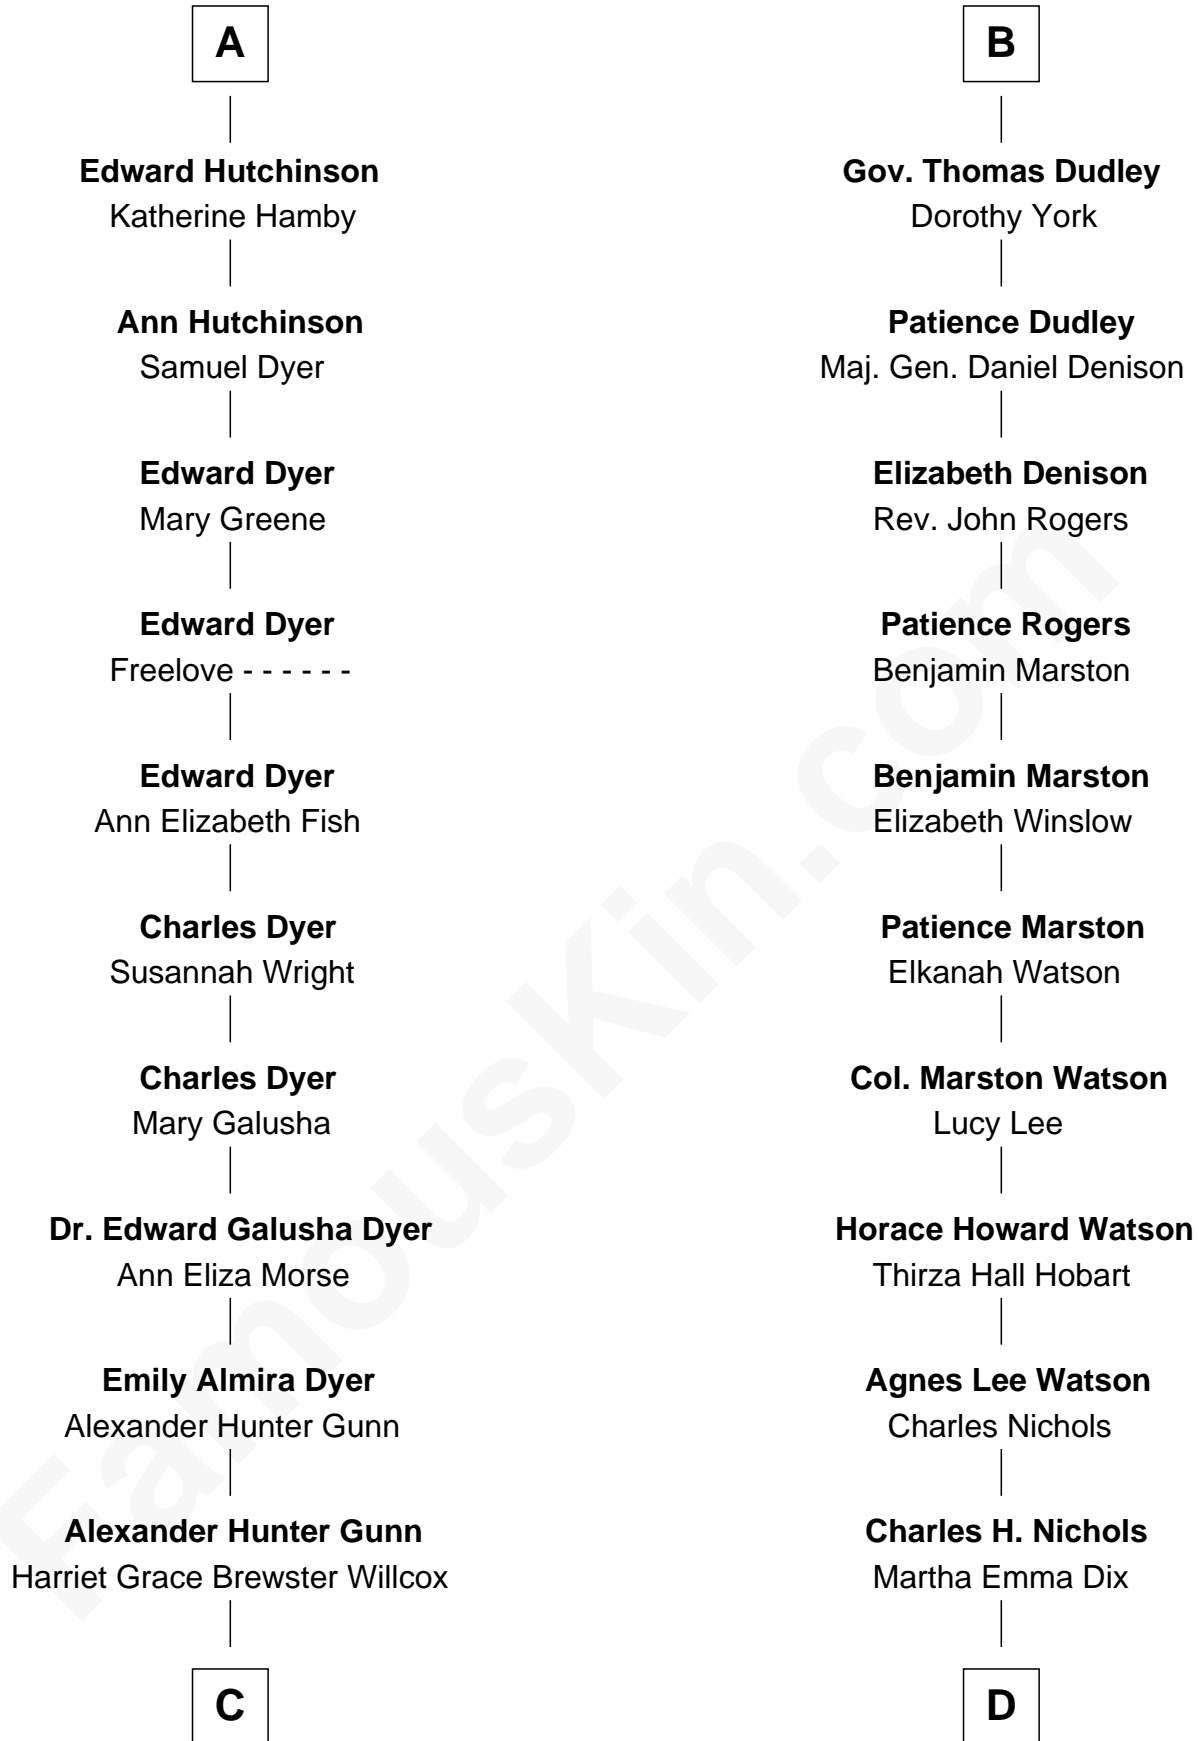 A
Edward Hutchinson
Katherine Hamby
Ann Hutchinson
Samuel Dyer
Edward Dyer
Mary Greene
Edward Dyer
Freelove - - - - - -
Edward Dyer
Ann Elizabeth Fish
Charles Dyer
Susannah Wright
Charles Dyer
Mary Galusha
Dr. Edward Galusha Dyer
Ann Eliza Morse
Emily Almira Dyer
Alexander Hunter Gunn
Alexander Hunter Gunn
Harriet Grace Brewster Willcox
C
B
Gov. Thomas Dudley
Dorothy York
Patience Dudley
Maj. Gen. Daniel Denison
Elizabeth Denison
Rev. John Rogers
Patience Rogers
Benjamin Marston
Benjamin Marston
Elizabeth Winslow
Patience Marston
Elkanah Watson
Col. Marston Watson
Lucy Lee
Horace Howard Watson
Thirza Hall Hobart
Agnes Lee Watson
Charles Nichols
Charles H. Nichols
Martha Emma Dix
D
FamousKin.com